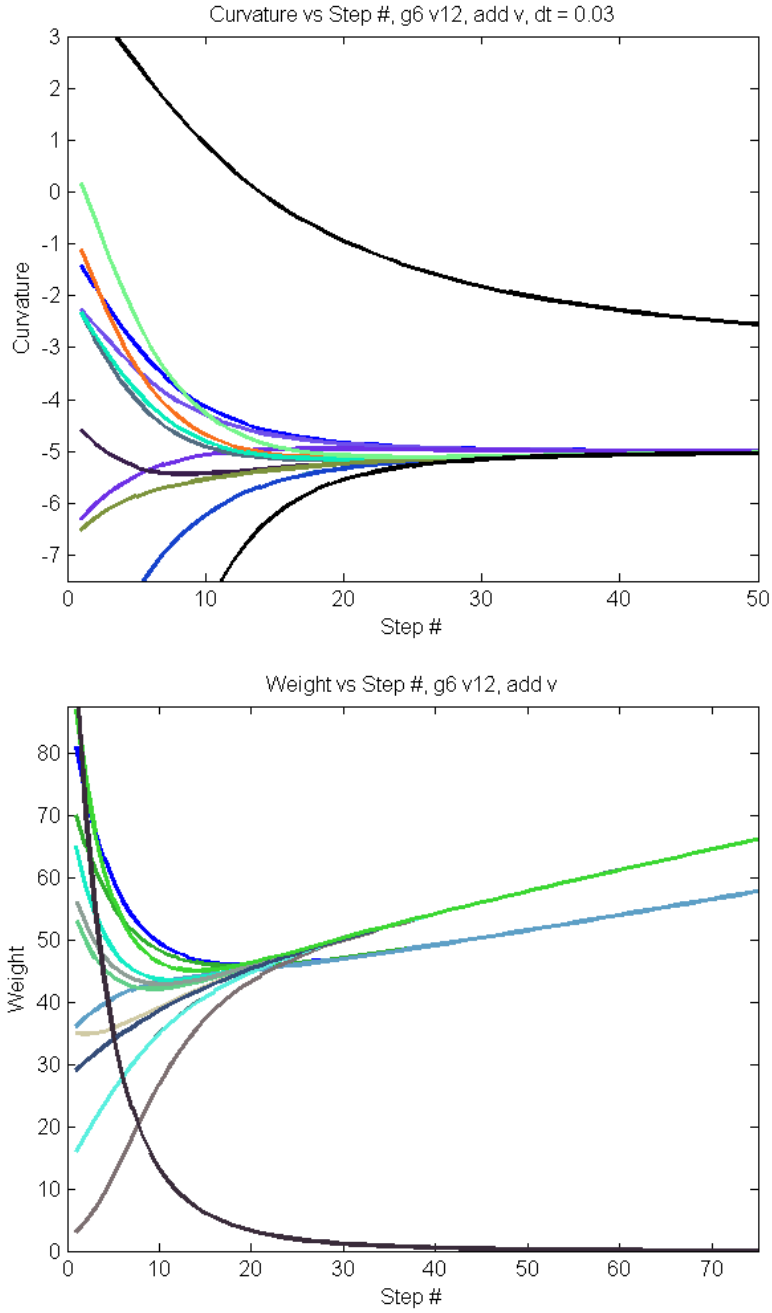 Curvature vs Step #, g6 v12, add v, dt = 0.03
3
2
1
0
-1
-2
-3
-4
-5
-6
-7
Curvature
0 10 20 30 40 50
Step #
Weight vs Step #, g6 v12, add v
80
70
60
50
40
30
20
10
0
Weight
0 10 20 30 40 50 60 70
Step #